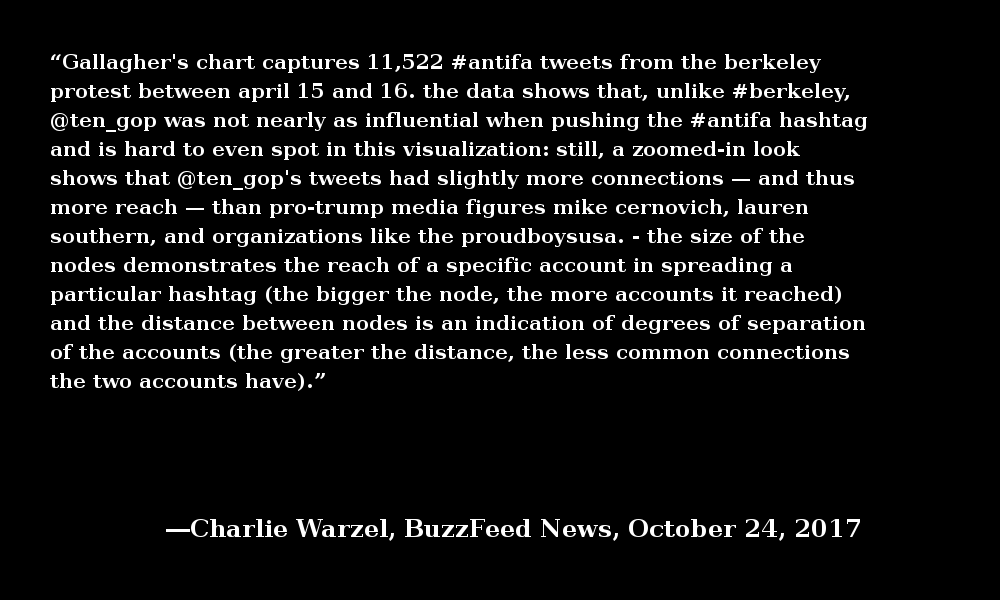 “Gallagher's chart captures 11,522 #antifa tweets from the berkeley
protest between april 15 and 16. the data shows that, unlike #berkeley,
@ten_gop was not nearly as influential when pushing the #antifa hashtag
and is hard to even spot in this visualization: still, a zoomed-in look
shows that @ten_gop's tweets had slightly more connections — and thus
more reach — than pro-trump media figures mike cernovich, lauren
southern, and organizations like the proudboysusa. - the size of the
nodes demonstrates the reach of a specific account in spreading a
particular hashtag (the bigger the node, the more accounts it reached)
and the distance between nodes is an indication of degrees of separation
of the accounts (the greater the distance, the less common connections
the two accounts have).”
—Charlie Warzel, BuzzFeed News, October 24, 2017